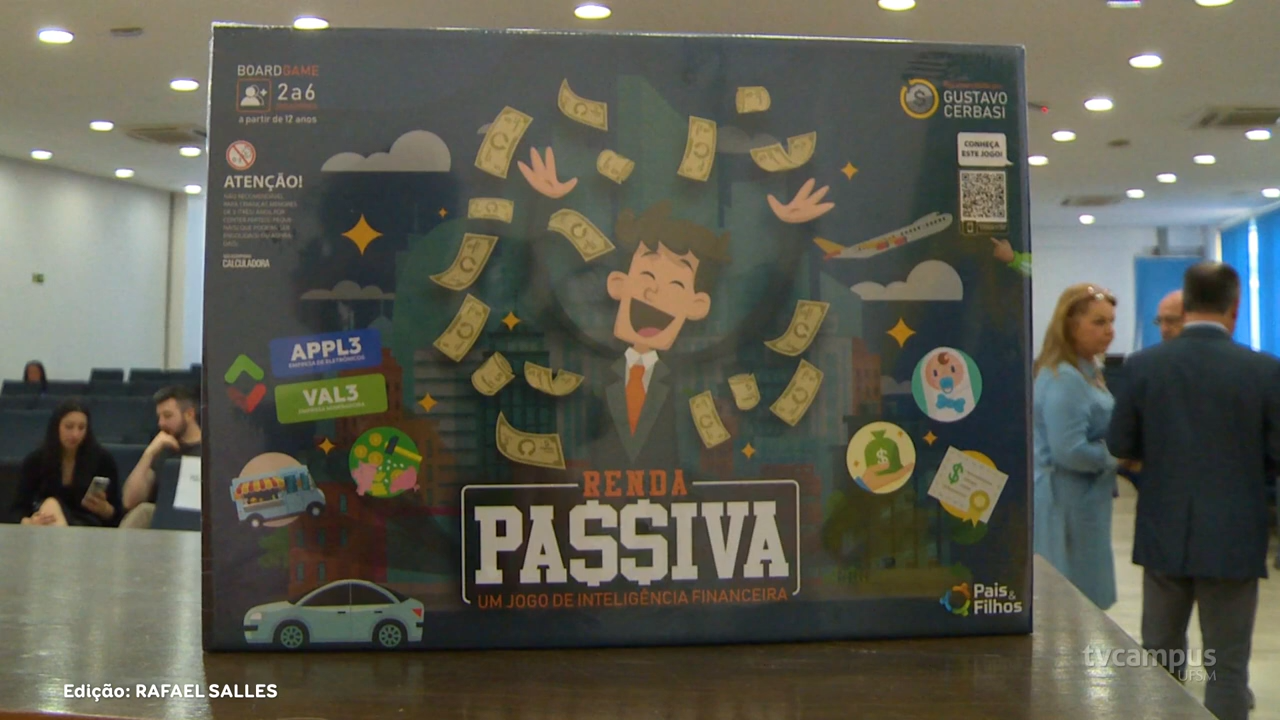 BOARDGAME
2 a 6
a partir de 12 anos
ATENÇÃO!
CALCULADORA
GUSTAVO
CERBASI
CONHEÇA
ESTE JOGO!
APPL3
VAL3
RENDA
PA$$IVA
UM JOGO DE INTELIGÊNCIA FINANCEIRA
Pais&
Filhos
Edição: RAFAEL SALLES
tvcampus
UFSM